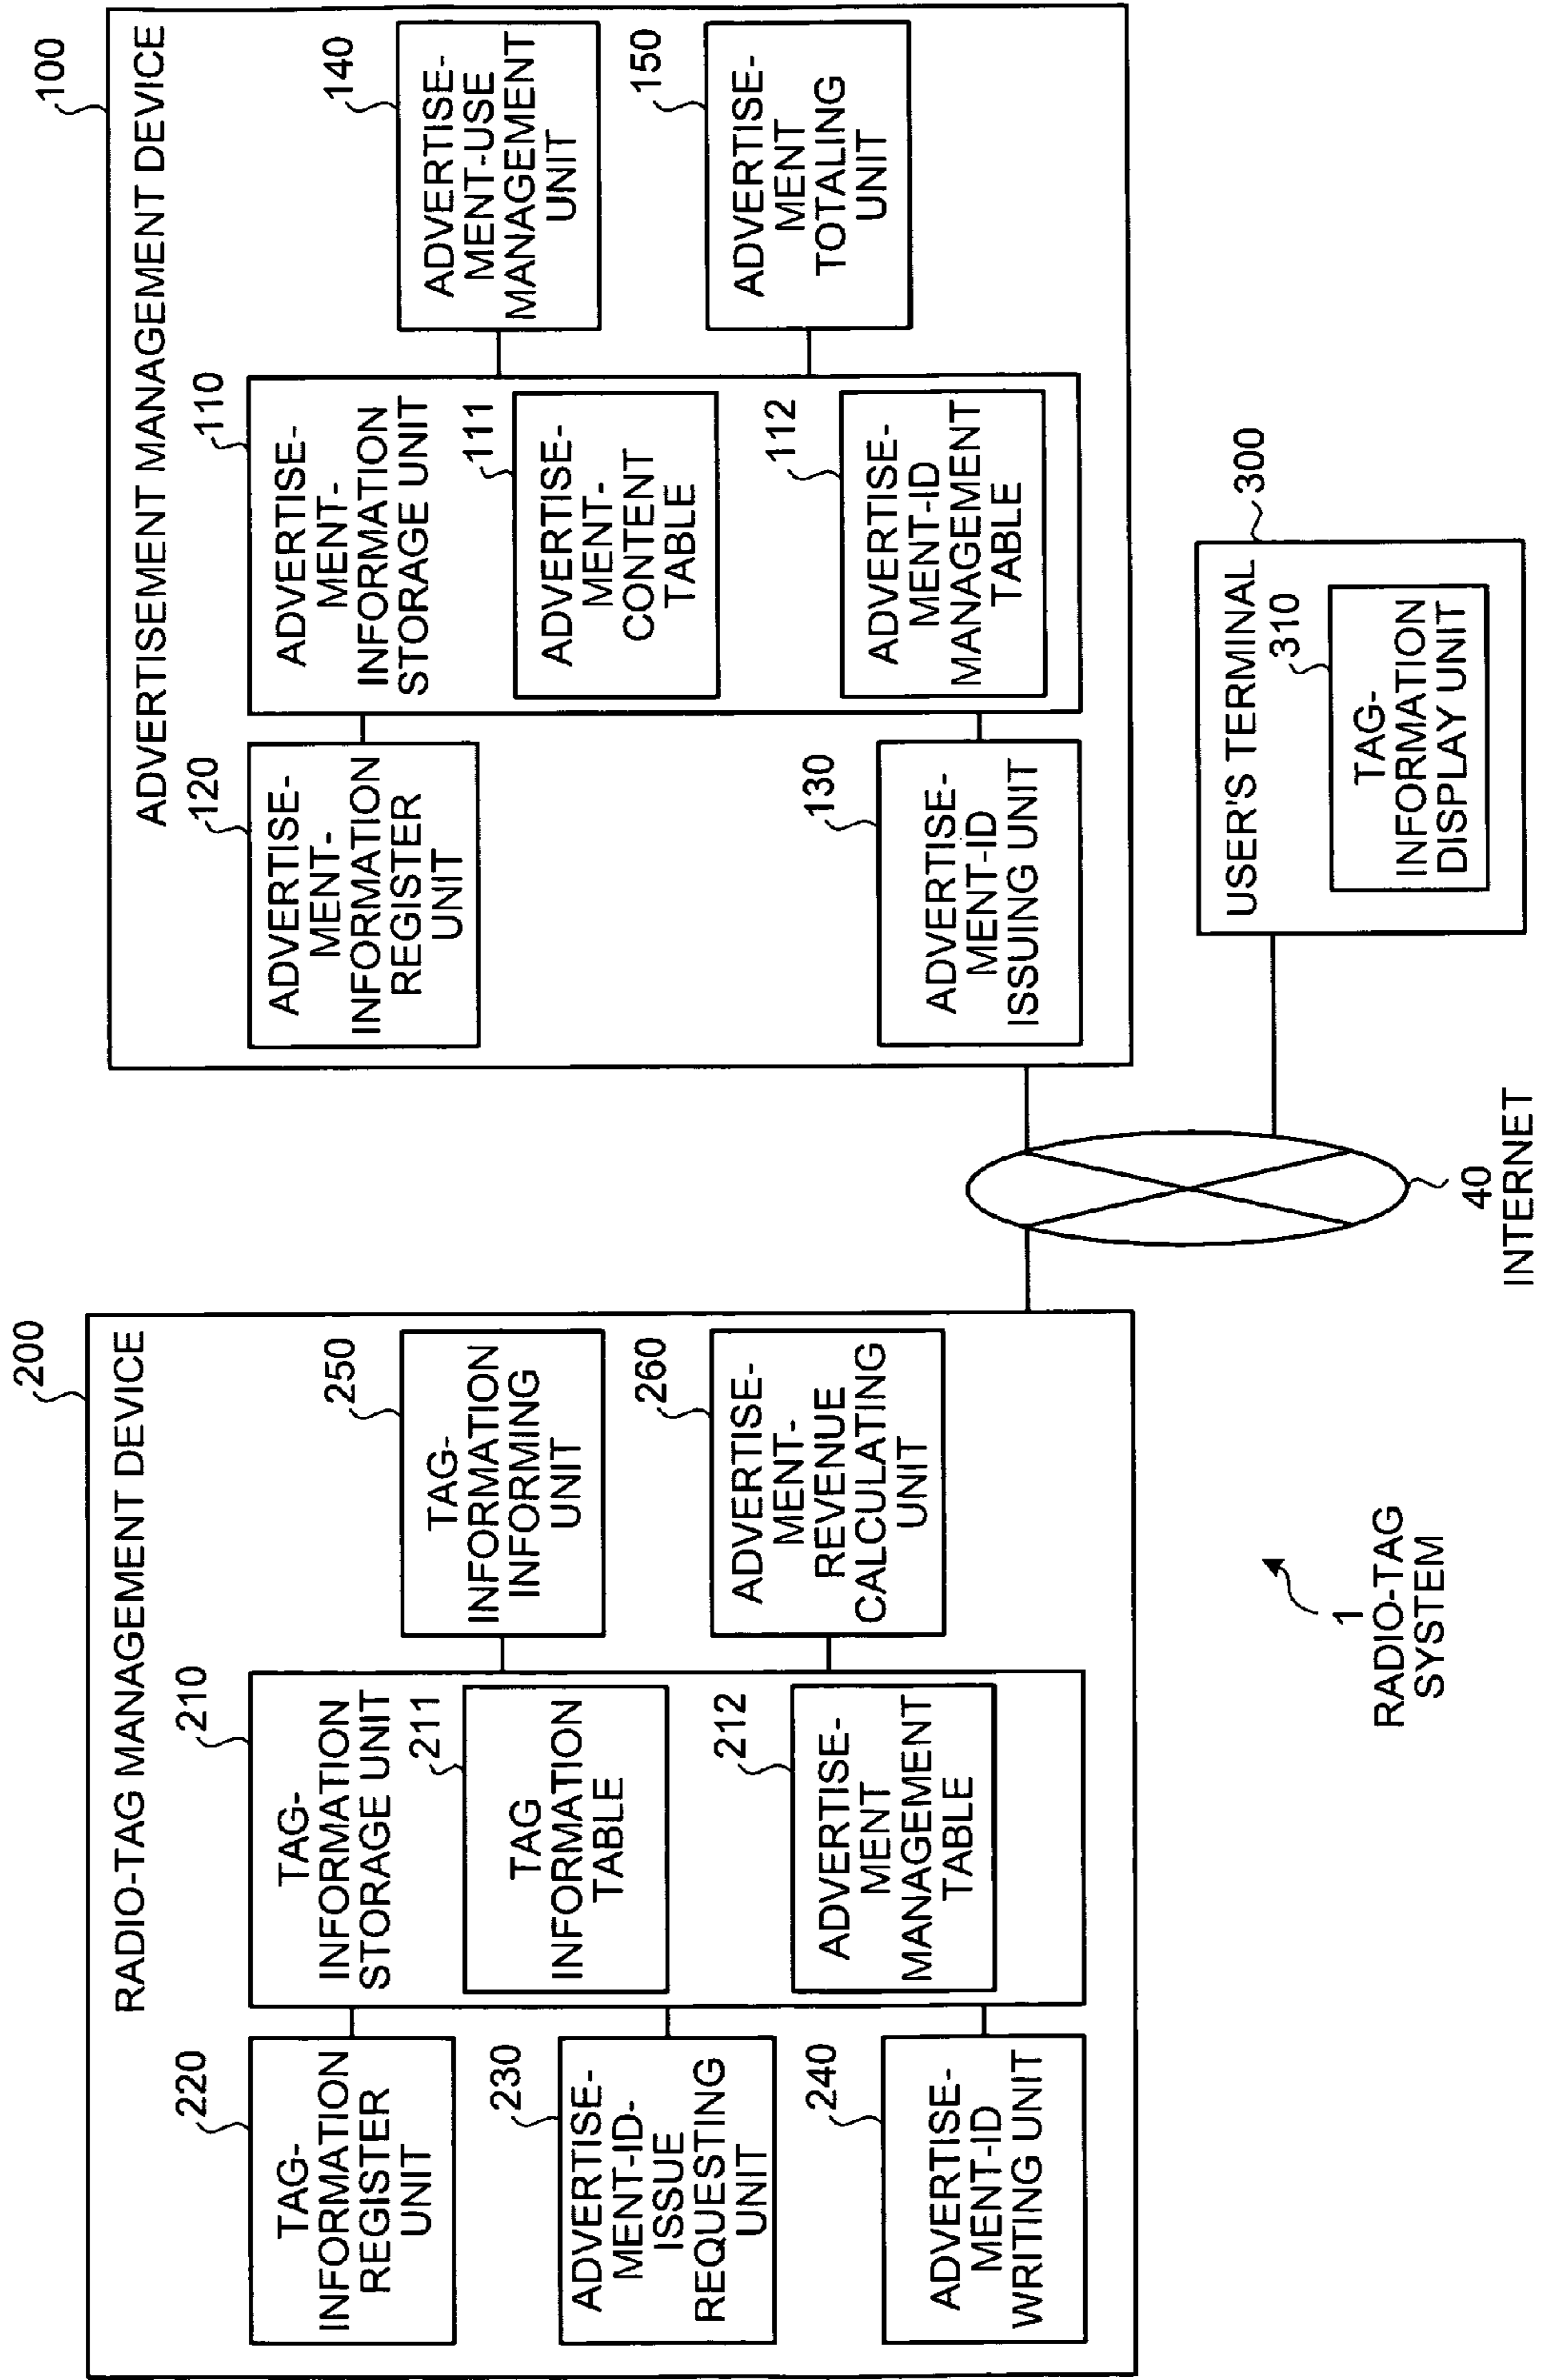 200
RADIO-TAG MANAGEMENT DEVICE
220
TAG-
INFORMATION
REGISTER
UNIT
230
ADVERTISE-
MENT-ID-
ISSUE
REQUESTING
UNIT
240
ADVERTISE-
MENT-ID
WRITING UNIT
210
TAG-
INFORMATION
STORAGE UNIT
211
TAG
INFORMATION
TABLE
212
ADVERTISE-
MENT
MANAGEMENT
TABLE
250
TAG-
INFORMATION
INFORMING
UNIT
260
ADVERTISE-
MENT-
REVENUE
CALCULATING
UNIT
100
ADVERTISEMENT MANAGEMENT DEVICE
120
ADVERTISE-
MENT-
INFORMATION
REGISTER
UNIT
130
ADVERTISE-
MENT-ID
ISSUING UNIT
110
ADVERTISE-
MENT-
INFORMATION
STORAGE UNIT
111
ADVERTISE-
MENT-
CONTENT
TABLE
112
ADVERTISE-
MENT-ID
MANAGEMENT
TABLE
140
ADVERTISE-
MENT-USE
MANAGEMENT
UNIT
150
ADVERTISE-
MENT
TOTALING
UNIT
1
RADIO-TAG
SYSTEM
40
INTERNET
300
USER'S TERMINAL
310
TAG-
INFORMATION
DISPLAY UNIT